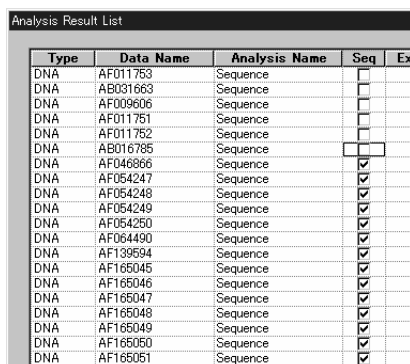 Analysis Result List
Type Data Name Analysis Name Seq Ex
DNA AF011753 Sequence
DNA AB031663 Sequence
DNA AF009606 Sequence
DNA AF011751 Sequence
DNA AF011752 Sequence
DNA AB016785 Sequence
DNA AF046866 Sequence
DNA AF054247 Sequence
DNA AF054248 Sequence
DNA AF054249 Sequence
DNA AF054250 Sequence
DNA AF064490 Sequence
DNA AF139594 Sequence
DNA AF165045 Sequence
DNA AF165046 Sequence
DNA AF165047 Sequence
DNA AF165048 Sequence
DNA AF165049 Sequence
DNA AF165050 Sequence
DNA AF165051 Sequence